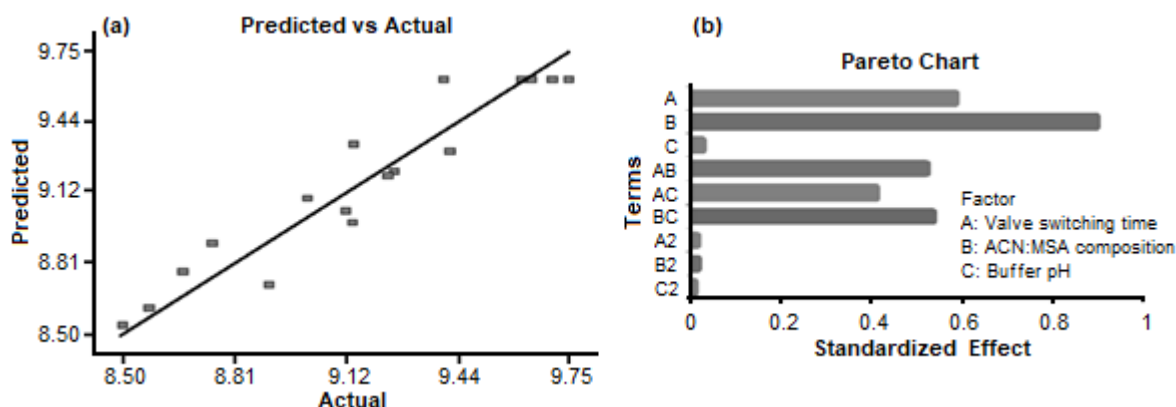 (a)
Predicted vs Actual
9.75
9.44
9.12
8.81
8.50
Predicted
8.50 8.81 9.12 9.44 9.75
Actual
(b)
Pareto Chart
A
B
C
AB
AC
BC
A2
B2
C2
Terms
Factor
A: Valve switching time
B: ACN:MSA composition
C: Buffer pH
0 0.2 0.4 0.6 0.8 1
Standardized Effect